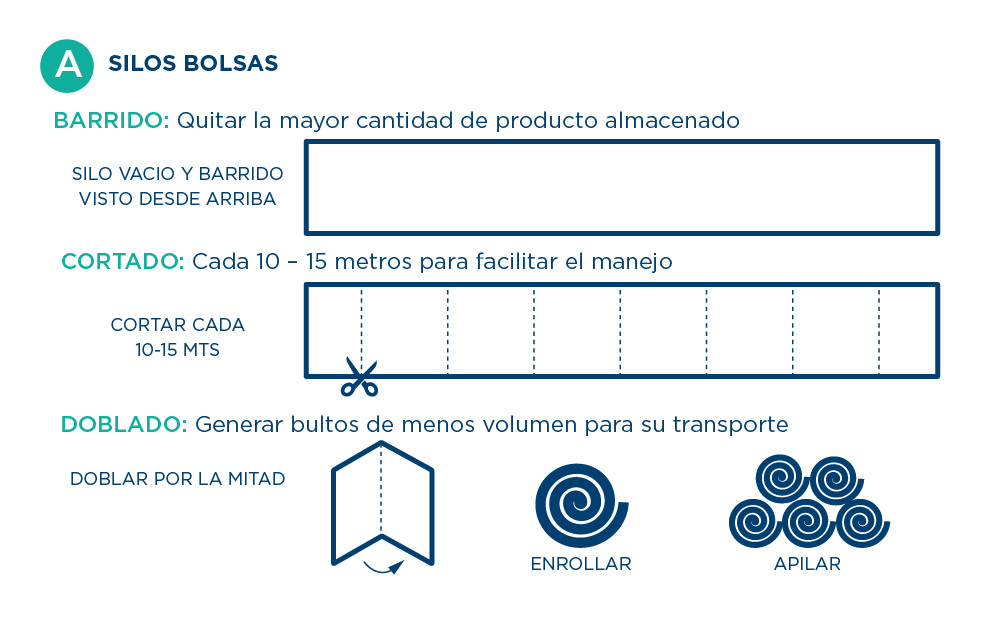 A SILOS BOLSAS
BARRIDO: Quitar la mayor cantidad de producto almacenado
SILO VACIO Y BARRIDO
VISTO DESDE ARRIBA
CORTADO: Cada 10 – 15 metros para facilitar el manejo
CORTAR CADA
10-15 MTS
DOBLADO: Generar bultos de menos volumen para su transporte
DOBLAR POR LA MITAD
ENROLLAR
APILAR